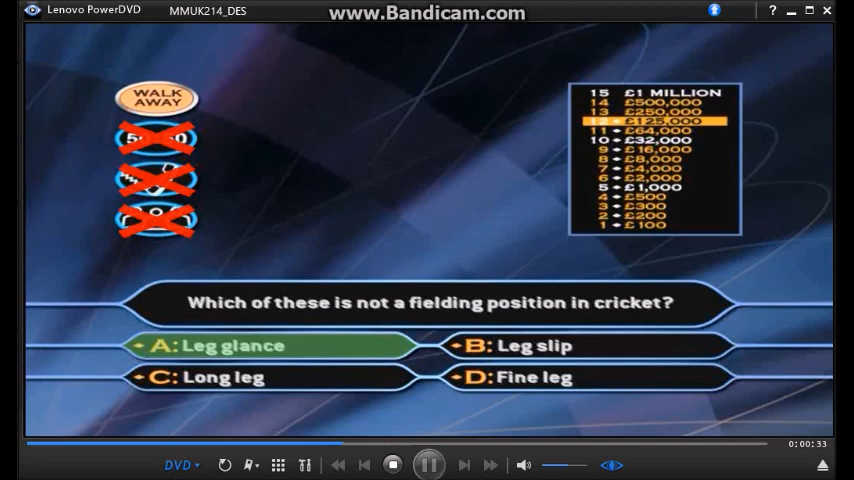 Lenovo PowerDVD
MMUK214_DES
www.Bandicam.com
?
WALK
AWAY
15 £1 MILLION
14 £500,000
13 £250,000
12 £125,000
11 £64,000
10 £32,000
9 £16,000
8 £8,000
7 £4,000
6 £2,000
5 £1,000
4 £500
3 £300
2 £200
1 £100
Which of these is not a fielding position in cricket?
A: Leg glance
B: Leg slip
C: Long leg
D: Fine leg
0:00:33
DVD